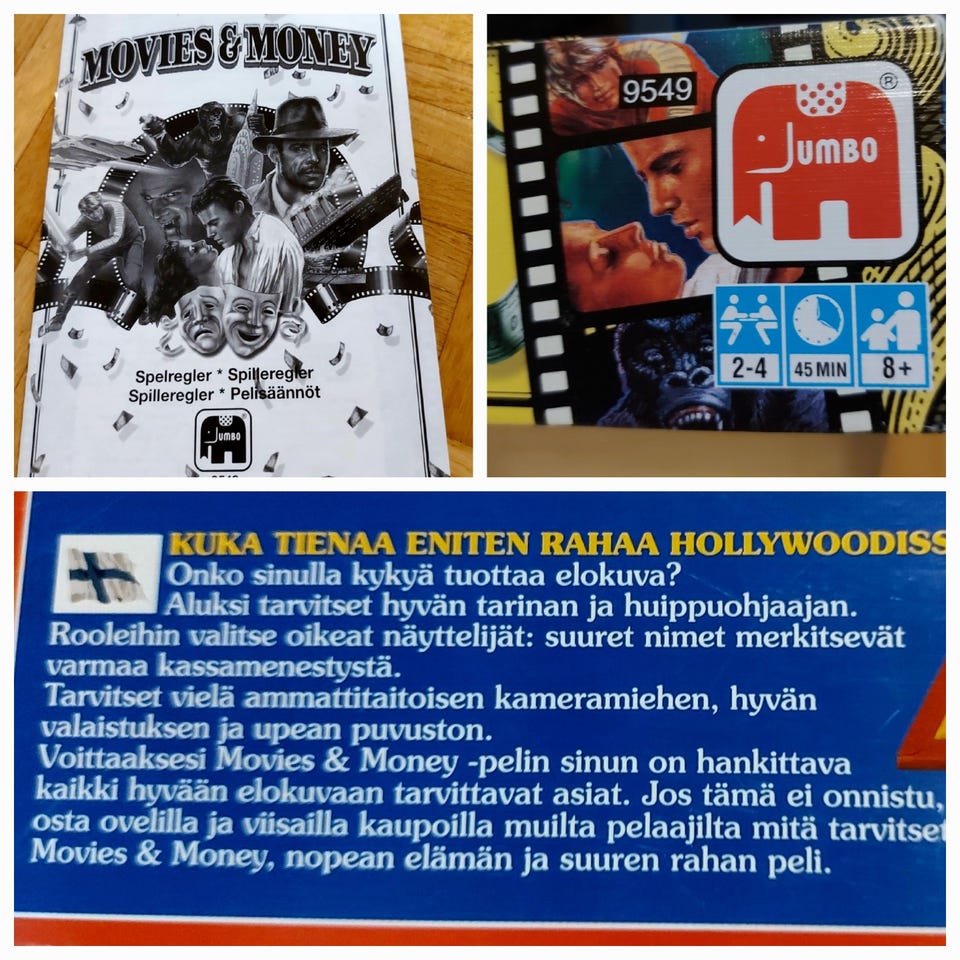 MOVIES & MONEY
Spelregler * Spilleregler
Spilleregler * Pelisäännöt
JUMBO
9549
JUMBO ®
2-4
45 MIN
8+
KUKA TIENAA ENITEN RAHAA HOLLYWOODISS
Onko sinulla kykyä tuottaa elokuva?
Aluksi tarvitset hyvän tarinan ja huippuohjaajan.
Rooleihin valitse oikeat näyttelijät: suuret nimet merkitsevät
varmaa kassamenestystä.
Tarvitset vielä ammattitaitoisen kameramiehen, hyvän
valaistuksen ja upean puvuston.
Voittaaksesi Movies & Money -pelin sinun on hankittava
kaikki hyvään elokuvaan tarvittavat asiat. Jos tämä ei onnistu,
osta ovelilla ja viisailla kaupoilla muilta pelaajilta mitä tarvitset
Movies & Money, nopean elämän ja suuren rahan peli.